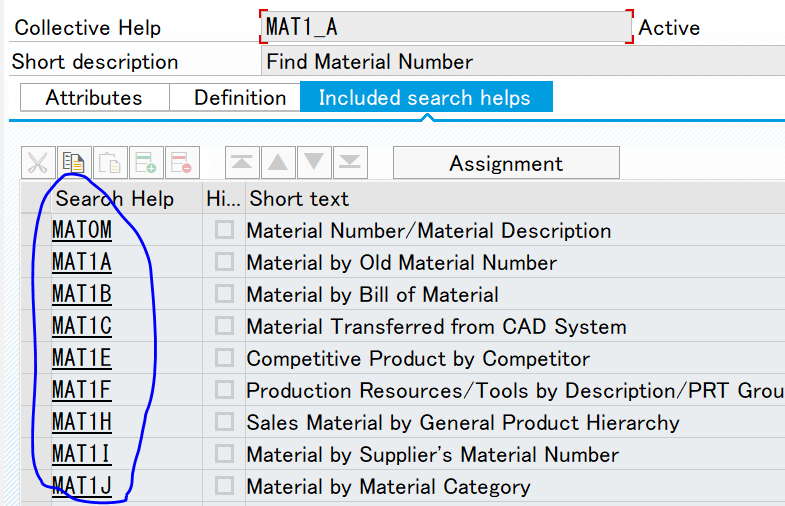 Collective Help MAT1_A Active
Short description Find Material Number
Attributes Definition Included search helps
Assignment
Search Help Hi... Short text
MAT0M Material Number/Material Description
MAT1A Material by Old Material Number
MAT1B Material by Bill of Material
MAT1C Material Transferred from CAD System
MAT1E Competitive Product by Competitor
MAT1F Production Resources/Tools by Description/PRT Grou
MAT1H Sales Material by General Product Hierarchy
MAT1I Material by Supplier's Material Number
MAT1J Material by Material Category